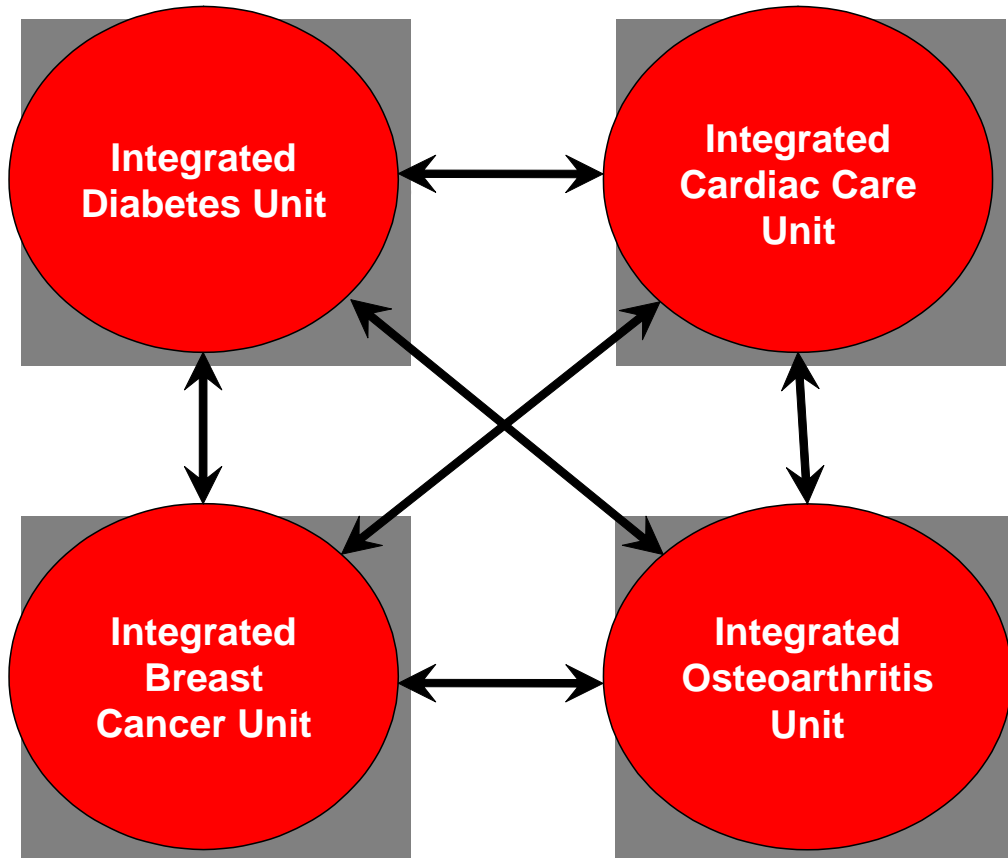 Integrated
Diabetes Unit
Integrated
Cardiac Care
Unit
Integrated
Breast
Cancer Unit
Integrated
Osteoarthritis
Unit